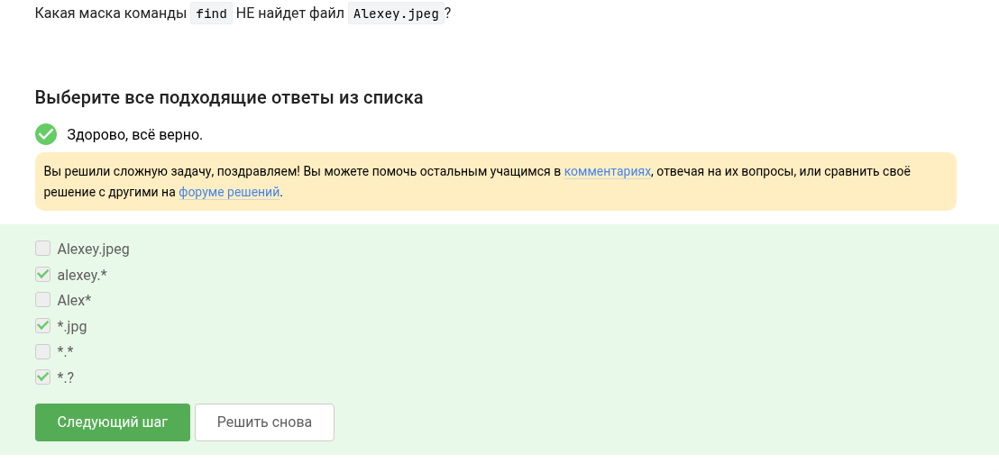 Какая маска команды find НЕ найдет файл Alexey.jpeg?
Выберите все подходящие ответы из списка
Здорово, всё верно.
Вы решили сложную задачу, поздравляем! Вы можете помочь остальным учащимся в комментариях, отвечая на их вопросы, или сравнить своё
решение с другими на форуме решений.
Alexey.jpeg
alexey.*
Alex*
*.jpg
*.*
*.?
Следующий шаг
Решить снова